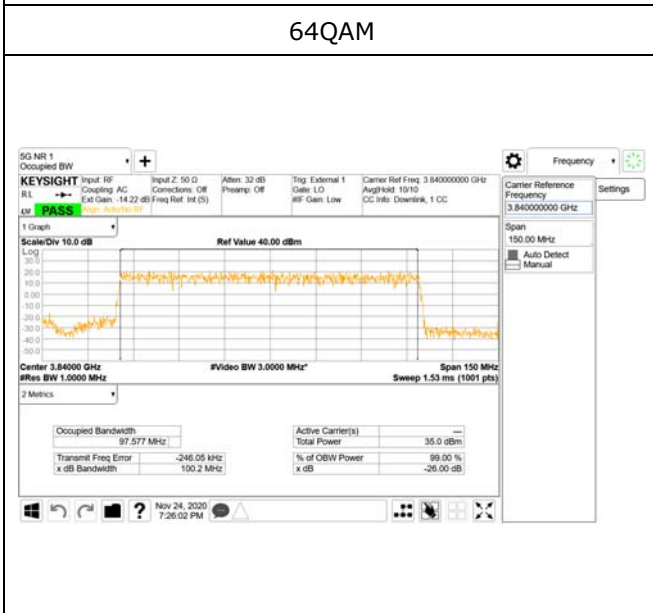 64QAM
5G NR 1
Occupied BW
+
Frequency
Settings
KEYSIGHT
RL
PASS
Input: RF
Coupling: AC
Ext Gain: -14.22 dB
Align: Auto/No RF
Input Z: 50 Ω
Corrections: Off
Freq Ref: Int (S)
Atten: 32 dB
Preamp: Off
Trig: External 1
Gate: LO
#IF Gain: Low
Carrier Ref Freq: 3.840000000 GHz
Avg|Hold: 10/10
CC Info: Downlink, 1 CC
Carrier Reference
Frequency
3.840000000 GHz
Span
150.00 MHz
Auto Detect
Manual
1 Graph
Scale/Div 10.0 dB
Ref Value 40.00 dBm
Log
30.0
20.0
10.0
0.00
-10.0
-20.0
-30.0
-40.0
-50.0
Center 3.84000 GHz
#Video BW 3.0000 MHz*
Span 150 MHz
#Res BW 1.0000 MHz
Sweep 1.53 ms (1001 pts)
2 Metrics
Occupied Bandwidth
97.577 MHz
Transmit Freq Error -246.05 kHz
x dB Bandwidth 100.2 MHz
Active Carrier(s) ---
Total Power 35.0 dBm
% of OBW Power 99.00 %
x dB -26.00 dB
?
Nov 24, 2020
7:26:02 PM